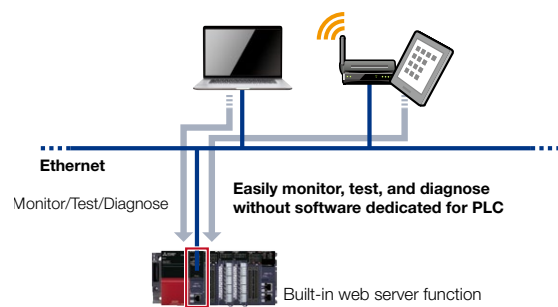 Ethernet
Monitor/Test/Diagnose
Easily monitor, test, and diagnose
without software dedicated for PLC
Built-in web server function